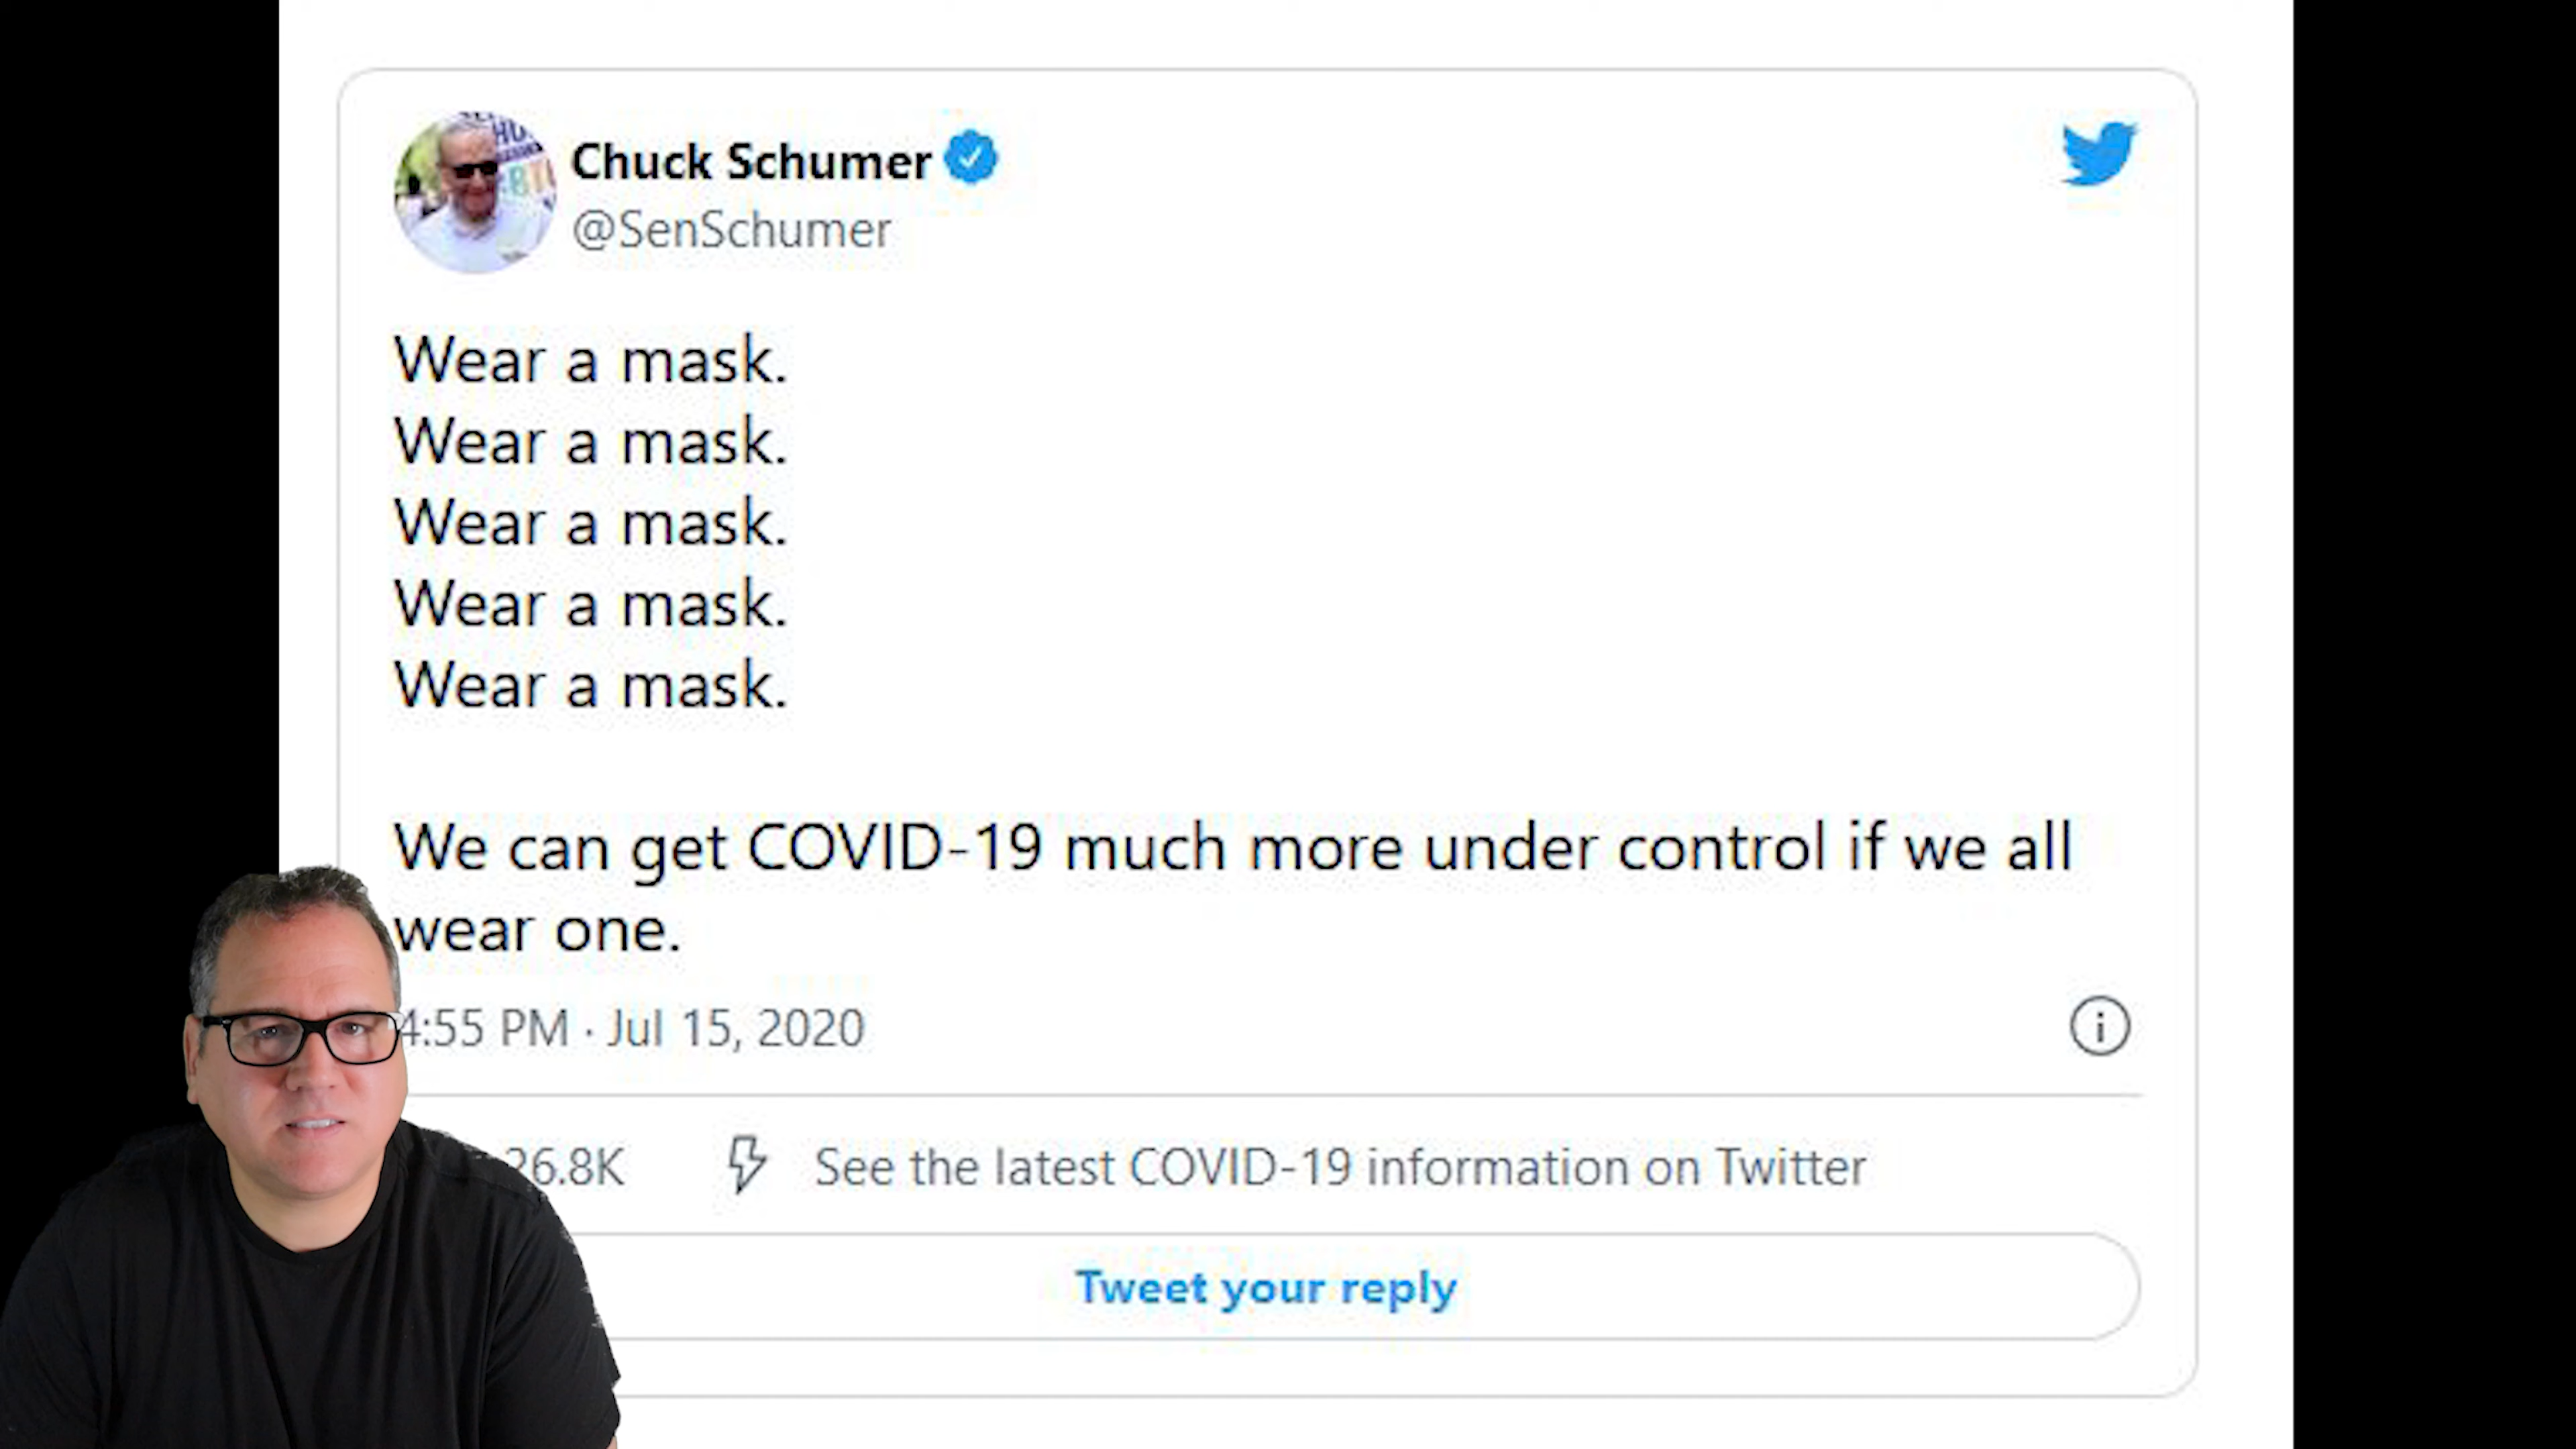 Chuck Schumer
@SenSchumer
Wear a mask.
Wear a mask.
Wear a mask.
Wear a mask.
Wear a mask.
We can get COVID-19 much more under control if we all
wear one.
4:55 PM · Jul 15, 2020
26.8K See the latest COVID-19 information on Twitter
Tweet your reply